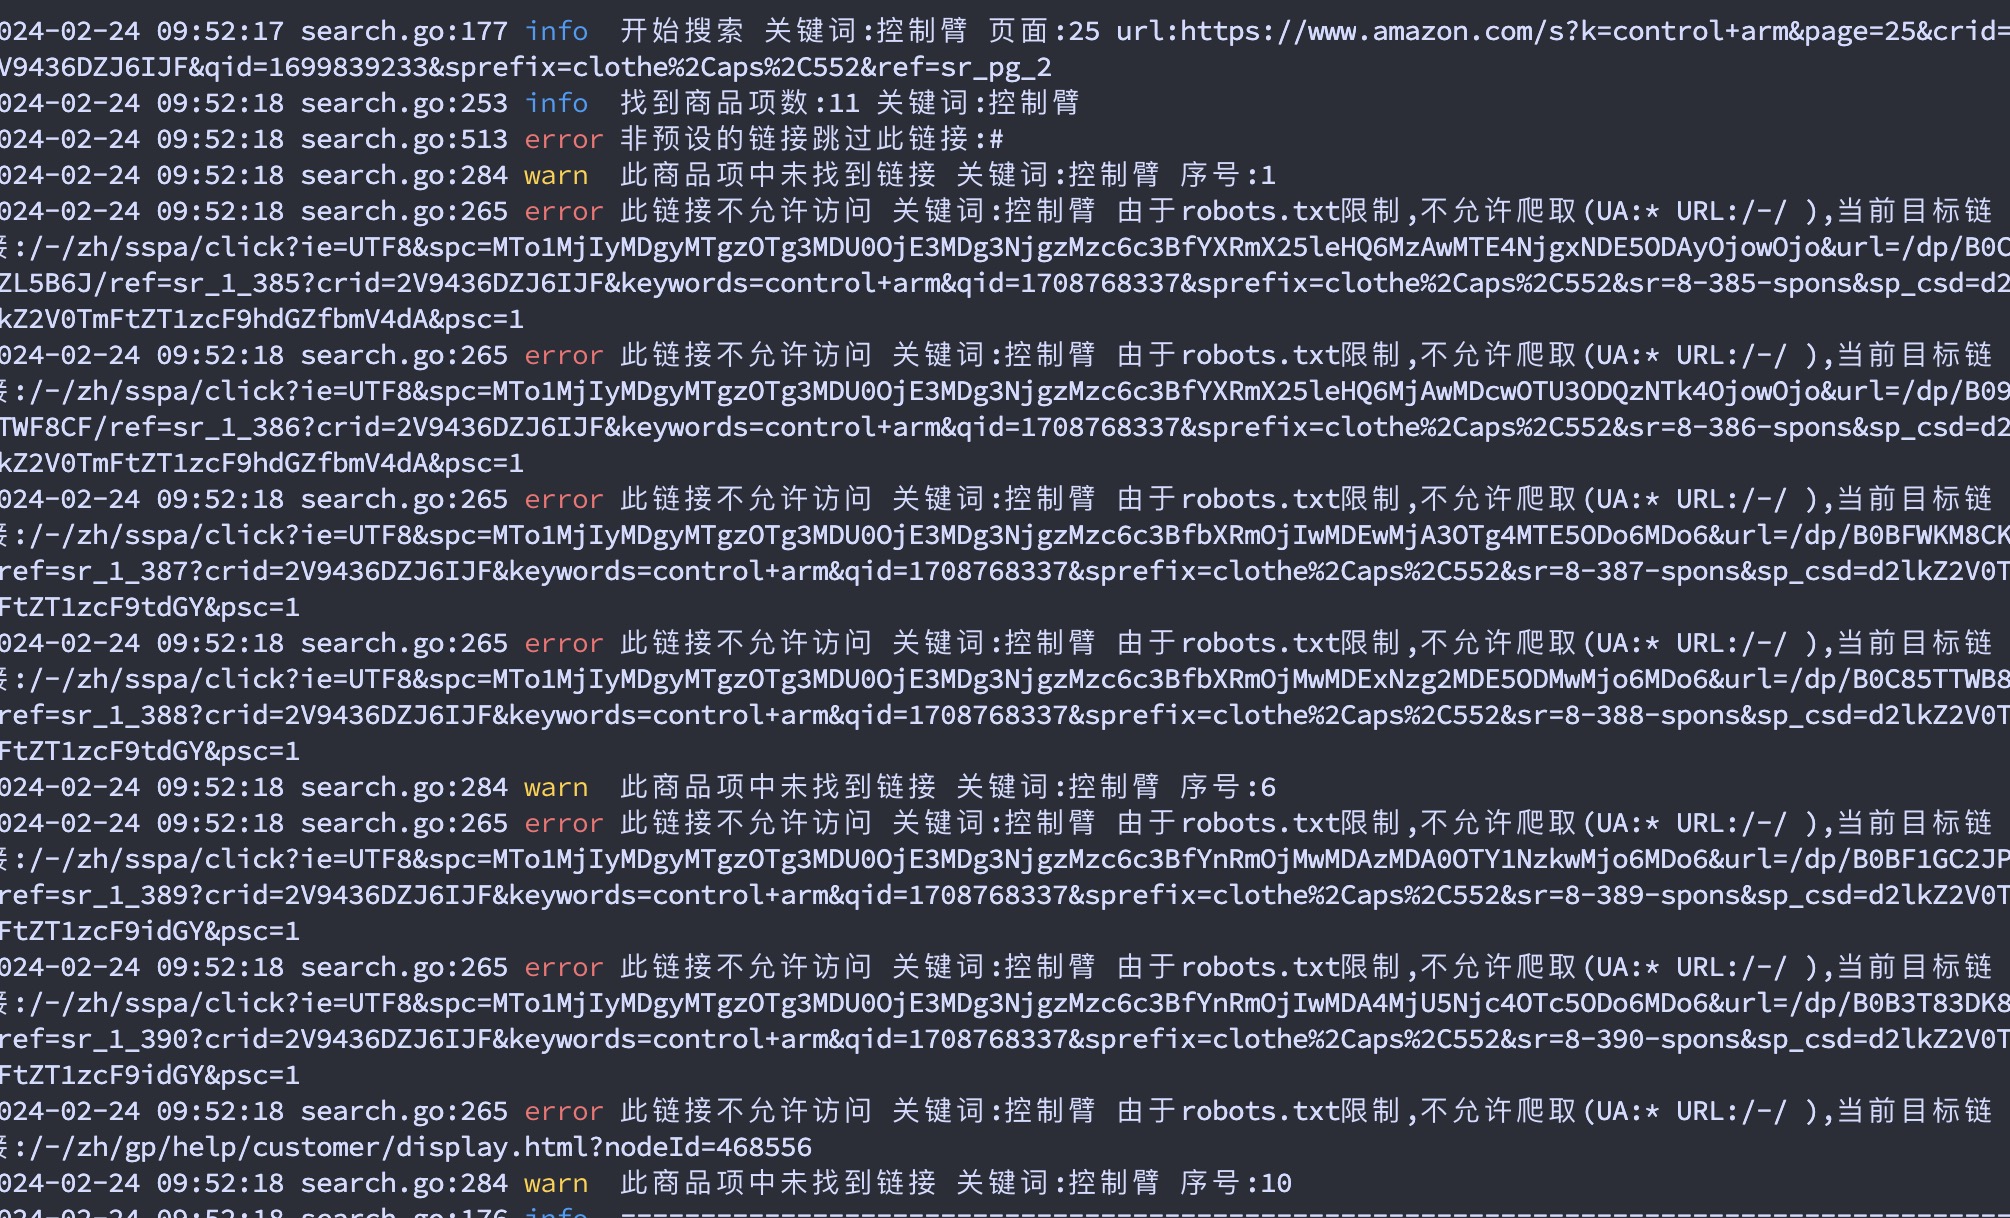 024-02-24 09:52:17 search.go:177 info  开始搜索 关键词:控制臂 页面:25 url:https://www.amazon.com/s?k=control+arm&page=25&crid=
V9436DZJ6IJF&qid=1699839233&sprefix=clothe%2Caps%2C552&ref=sr_pg_2
024-02-24 09:52:18 search.go:253 info  找到商品项数:11 关键词:控制臂
024-02-24 09:52:18 search.go:513 error 非预设的链接跳过此链接:#
024-02-24 09:52:18 search.go:284 warn  此商品项中未找到链接 关键词:控制臂 序号:1
024-02-24 09:52:18 search.go:265 error 此链接不允许访问 关键词:控制臂 由于robots.txt限制,不允许爬取(UA:* URL:/-/ ),当前目标链
接:/-/zh/sspa/click?ie=UTF8&spc=MTo1MjIyMDgyMTgzOTg3MDU0OjE3MDg3NjgzMzc6c3BfYXRmX25leHQ6MzAwMTE4NjgxNDE5ODAyOjowOjo&url=/dp/B0C
ZL5B6J/ref=sr_1_385?crid=2V9436DZJ6IJF&keywords=control+arm&qid=1708768337&sprefix=clothe%2Caps%2C552&sr=8-385-spons&sp_csd=d2
kZ2V0TmFtZT1zcF9hdGZfbmV4dA&psc=1
024-02-24 09:52:18 search.go:265 error 此链接不允许访问 关键词:控制臂 由于robots.txt限制,不允许爬取(UA:* URL:/-/ ),当前目标链
接:/-/zh/sspa/click?ie=UTF8&spc=MTo1MjIyMDgyMTgzOTg3MDU0OjE3MDg3NjgzMzc6c3BfYXRmX25leHQ6MjAwMDcwOTU3ODQzNTk4OjowOjo&url=/dp/B09
TWF8CF/ref=sr_1_386?crid=2V9436DZJ6IJF&keywords=control+arm&qid=1708768337&sprefix=clothe%2Caps%2C552&sr=8-386-spons&sp_csd=d2
kZ2V0TmFtZT1zcF9hdGZfbmV4dA&psc=1
024-02-24 09:52:18 search.go:265 error 此链接不允许访问 关键词:控制臂 由于robots.txt限制,不允许爬取(UA:* URL:/-/ ),当前目标链
接:/-/zh/sspa/click?ie=UTF8&spc=MTo1MjIyMDgyMTgzOTg3MDU0OjE3MDg3NjgzMzc6c3BfbXRmOjIwMDEwMjA3OTg4MTE5ODo6MDo6&url=/dp/B0BFWKM8CK
ref=sr_1_387?crid=2V9436DZJ6IJF&keywords=control+arm&qid=1708768337&sprefix=clothe%2Caps%2C552&sr=8-387-spons&sp_csd=d2lkZ2V0T
FtZT1zcF9tdGY&psc=1
024-02-24 09:52:18 search.go:265 error 此链接不允许访问 关键词:控制臂 由于robots.txt限制,不允许爬取(UA:* URL:/-/ ),当前目标链
接:/-/zh/sspa/click?ie=UTF8&spc=MTo1MjIyMDgyMTgzOTg3MDU0OjE3MDg3NjgzMzc6c3BfbXRmOjMwMDExNzg2MDE5ODMwMjo6MDo6&url=/dp/B0C85TTWB8
ref=sr_1_388?crid=2V9436DZJ6IJF&keywords=control+arm&qid=1708768337&sprefix=clothe%2Caps%2C552&sr=8-388-spons&sp_csd=d2lkZ2V0T
FtZT1zcF9tdGY&psc=1
024-02-24 09:52:18 search.go:284 warn  此商品项中未找到链接 关键词:控制臂 序号:6
024-02-24 09:52:18 search.go:265 error 此链接不允许访问 关键词:控制臂 由于robots.txt限制,不允许爬取(UA:* URL:/-/ ),当前目标链
接:/-/zh/sspa/click?ie=UTF8&spc=MTo1MjIyMDgyMTgzOTg3MDU0OjE3MDg3NjgzMzc6c3BfYnRmOjMwMDAzMDA0OTY1NzkwMjo6MDo6&url=/dp/B0BF1GC2JP
ref=sr_1_389?crid=2V9436DZJ6IJF&keywords=control+arm&qid=1708768337&sprefix=clothe%2Caps%2C552&sr=8-389-spons&sp_csd=d2lkZ2V0T
FtZT1zcF9idGY&psc=1
024-02-24 09:52:18 search.go:265 error 此链接不允许访问 关键词:控制臂 由于robots.txt限制,不允许爬取(UA:* URL:/-/ ),当前目标链
接:/-/zh/sspa/click?ie=UTF8&spc=MTo1MjIyMDgyMTgzOTg3MDU0OjE3MDg3NjgzMzc6c3BfYnRmOjIwMDA4MjU5Njc4OTc5ODo6MDo6&url=/dp/B0B3T83DK8
ref=sr_1_390?crid=2V9436DZJ6IJF&keywords=control+arm&qid=1708768337&sprefix=clothe%2Caps%2C552&sr=8-390-spons&sp_csd=d2lkZ2V0T
FtZT1zcF9idGY&psc=1
024-02-24 09:52:18 search.go:265 error 此链接不允许访问 关键词:控制臂 由于robots.txt限制,不允许爬取(UA:* URL:/-/ ),当前目标链
接:/-/zh/gp/help/customer/display.html?nodeId=468556
024-02-24 09:52:18 search.go:284 warn  此商品项中未找到链接 关键词:控制臂 序号:10
024-02-24 09:52:18 search.go:176 info